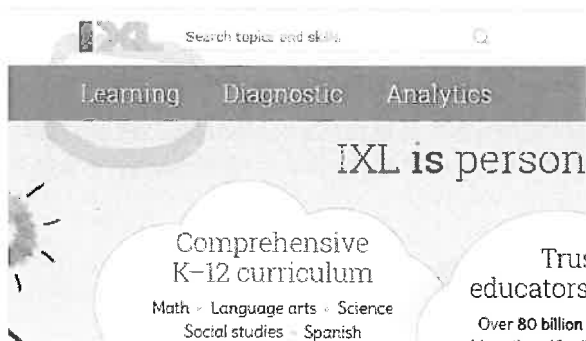 IXL Search topics and skills
Learning Diagnostic Analytics
IXL is person
Comprehensive
K–12 curriculum
Math Language arts Science
Social studies Spanish
Trus
educators
Over 80 billion